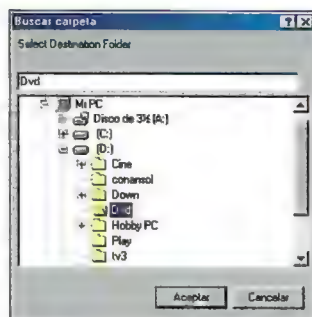 Buscar carpeta
Select Destination Folder
Dvd
Mi PC
Disco de 3½ (A:)
(C:)
(D:)
Cine
conansol
Down
Dvd
Hobby PC
Play
tv3
Aceptar
Cancelar